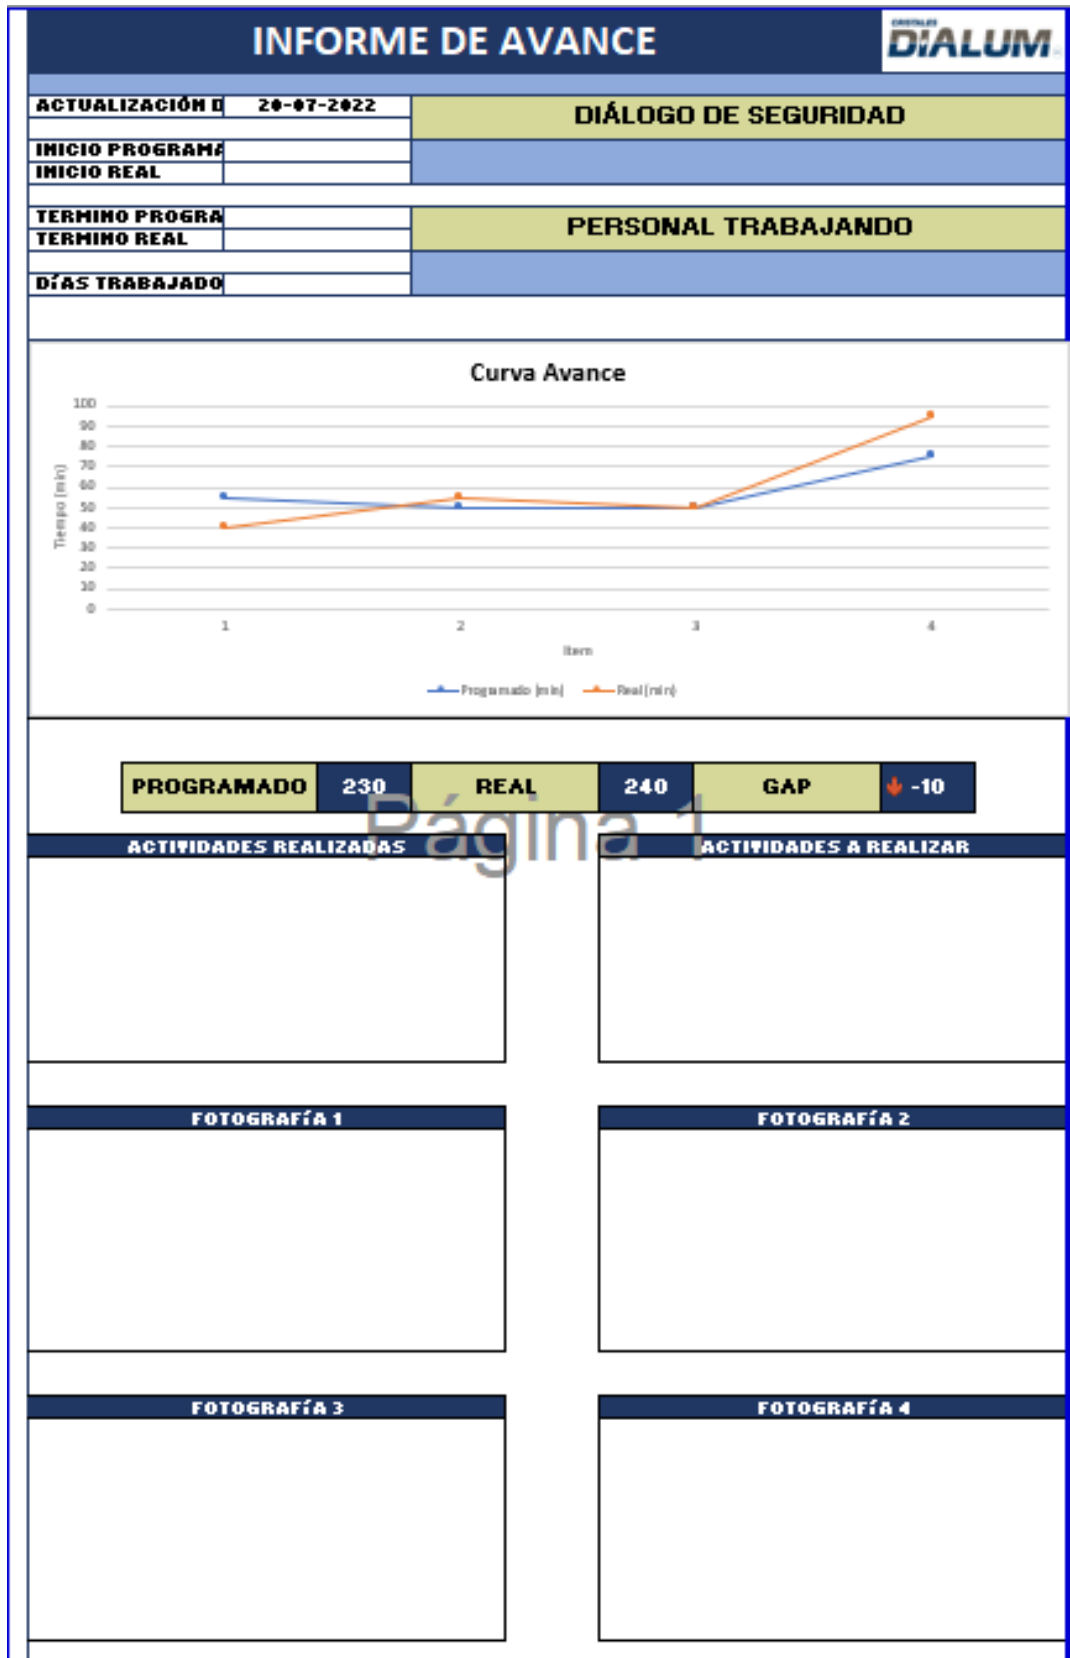 INFORME DE AVANCE
CRISTALES
DIALUM
ACTUALIZACIÓN D
20-07-2022
DIÁLOGO DE SEGURIDAD
INICIO PROGRAMA
INICIO REAL
TERMINO PROGRA
TERMINO REAL
PERSONAL TRABAJANDO
DÍAS TRABAJADO
Curva Avance
100
90
80
70
60
50
40
30
20
10
0
Tiempo (min)
1 2 3 4
Item
Programado (min) Real (min)
PROGRAMADO 230 REAL 240 GAP -10
Página 1
ACTIVIDADES REALIZADAS
ACTIVIDADES A REALIZAR
FOTOGRAFÍA 1
FOTOGRAFÍA 2
FOTOGRAFÍA 3
FOTOGRAFÍA 4